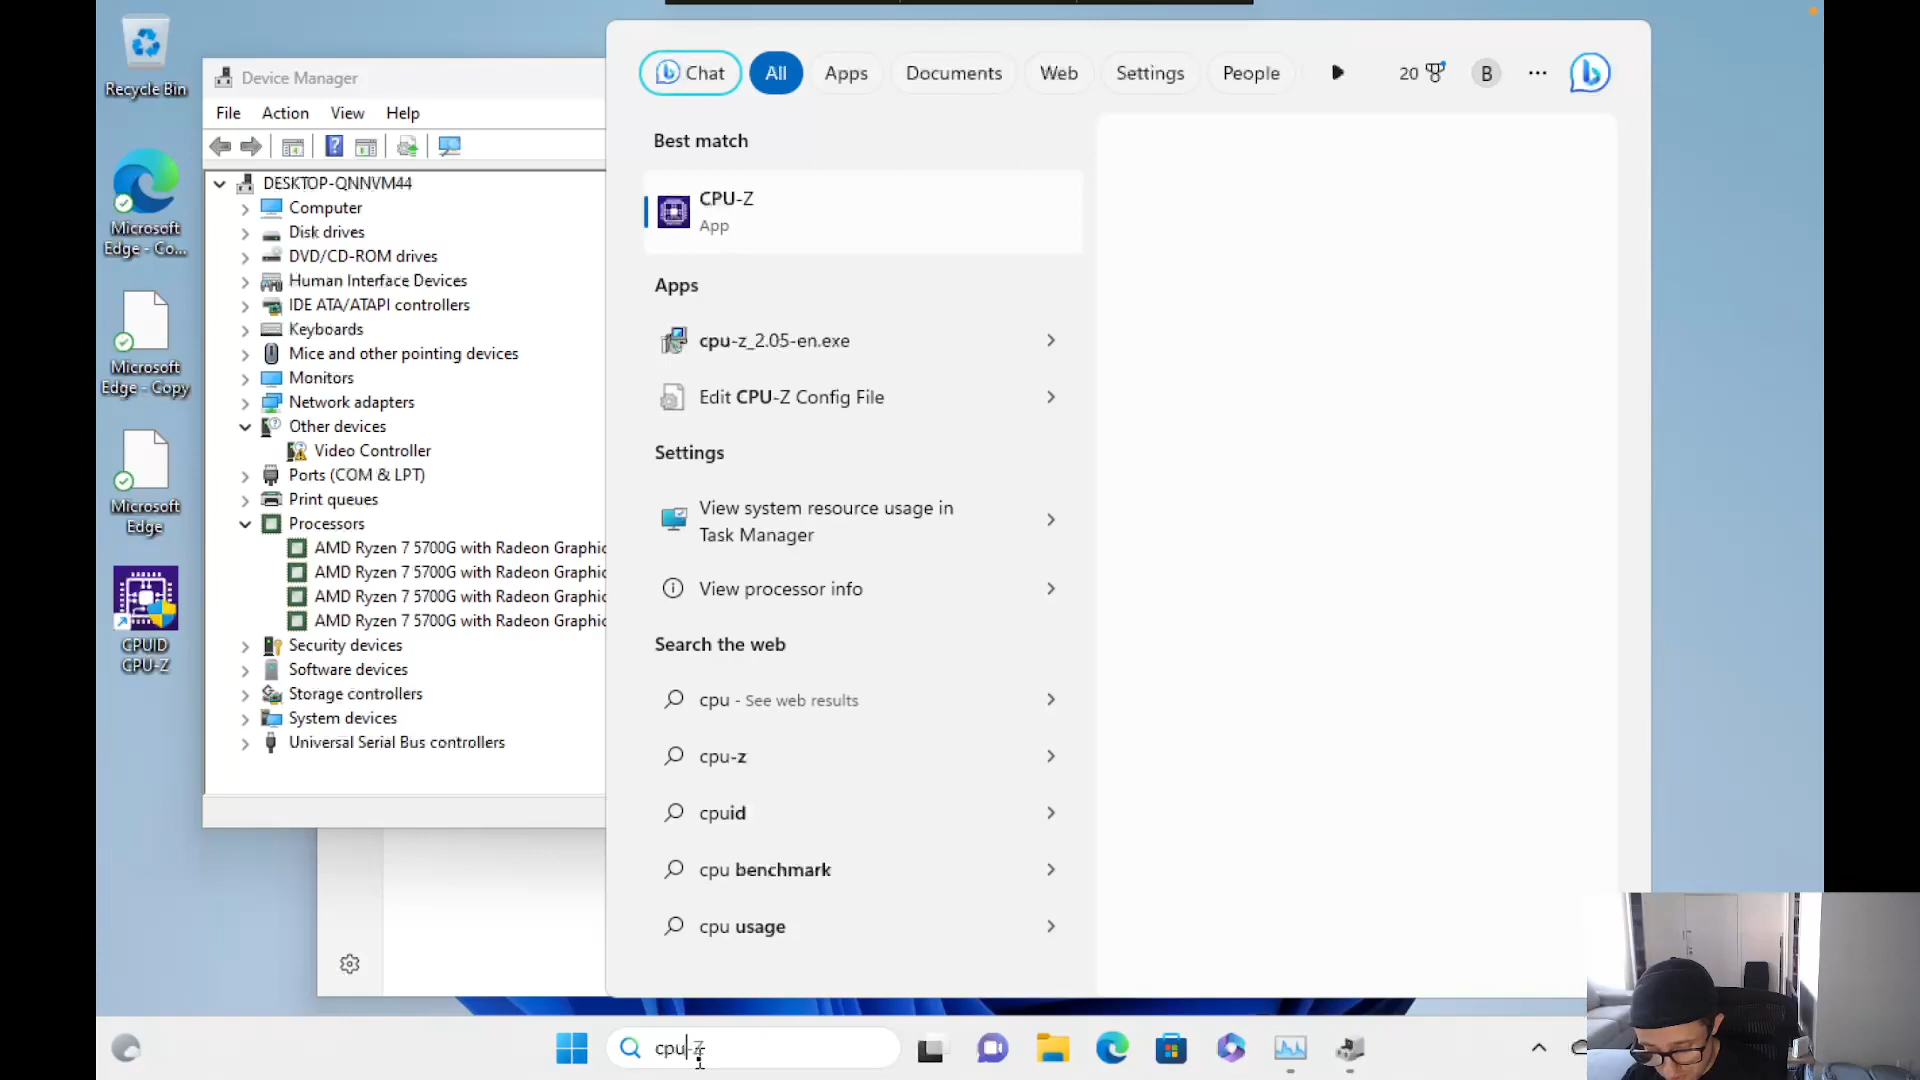 Recycle Bin
Microsoft
Edge - Co...
Microsoft
Edge - Copy
Microsoft
Edge
CPUID
CPU-Z
Device Manager
File Action View Help
DESKTOP-QNNVM44
Computer
Disk drives
DVD/CD-ROM drives
Human Interface Devices
IDE ATA/ATAPI controllers
Keyboards
Mice and other pointing devices
Monitors
Network adapters
Other devices
Video Controller
Ports (COM & LPT)
Print queues
Processors
AMD Ryzen 7 5700G with Radeon Graphic
AMD Ryzen 7 5700G with Radeon Graphic
AMD Ryzen 7 5700G with Radeon Graphic
AMD Ryzen 7 5700G with Radeon Graphic
Security devices
Software devices
Storage controllers
System devices
Universal Serial Bus controllers
Chat All Apps Documents Web Settings People 20 B ...
Best match
CPU-Z
App
Apps
cpu-z_2.05-en.exe
Edit CPU-Z Config File
Settings
View system resource usage in
Task Manager
View processor info
Search the web
cpu - See web results
cpu-z
cpuid
cpu benchmark
cpu usage
cpu-Z